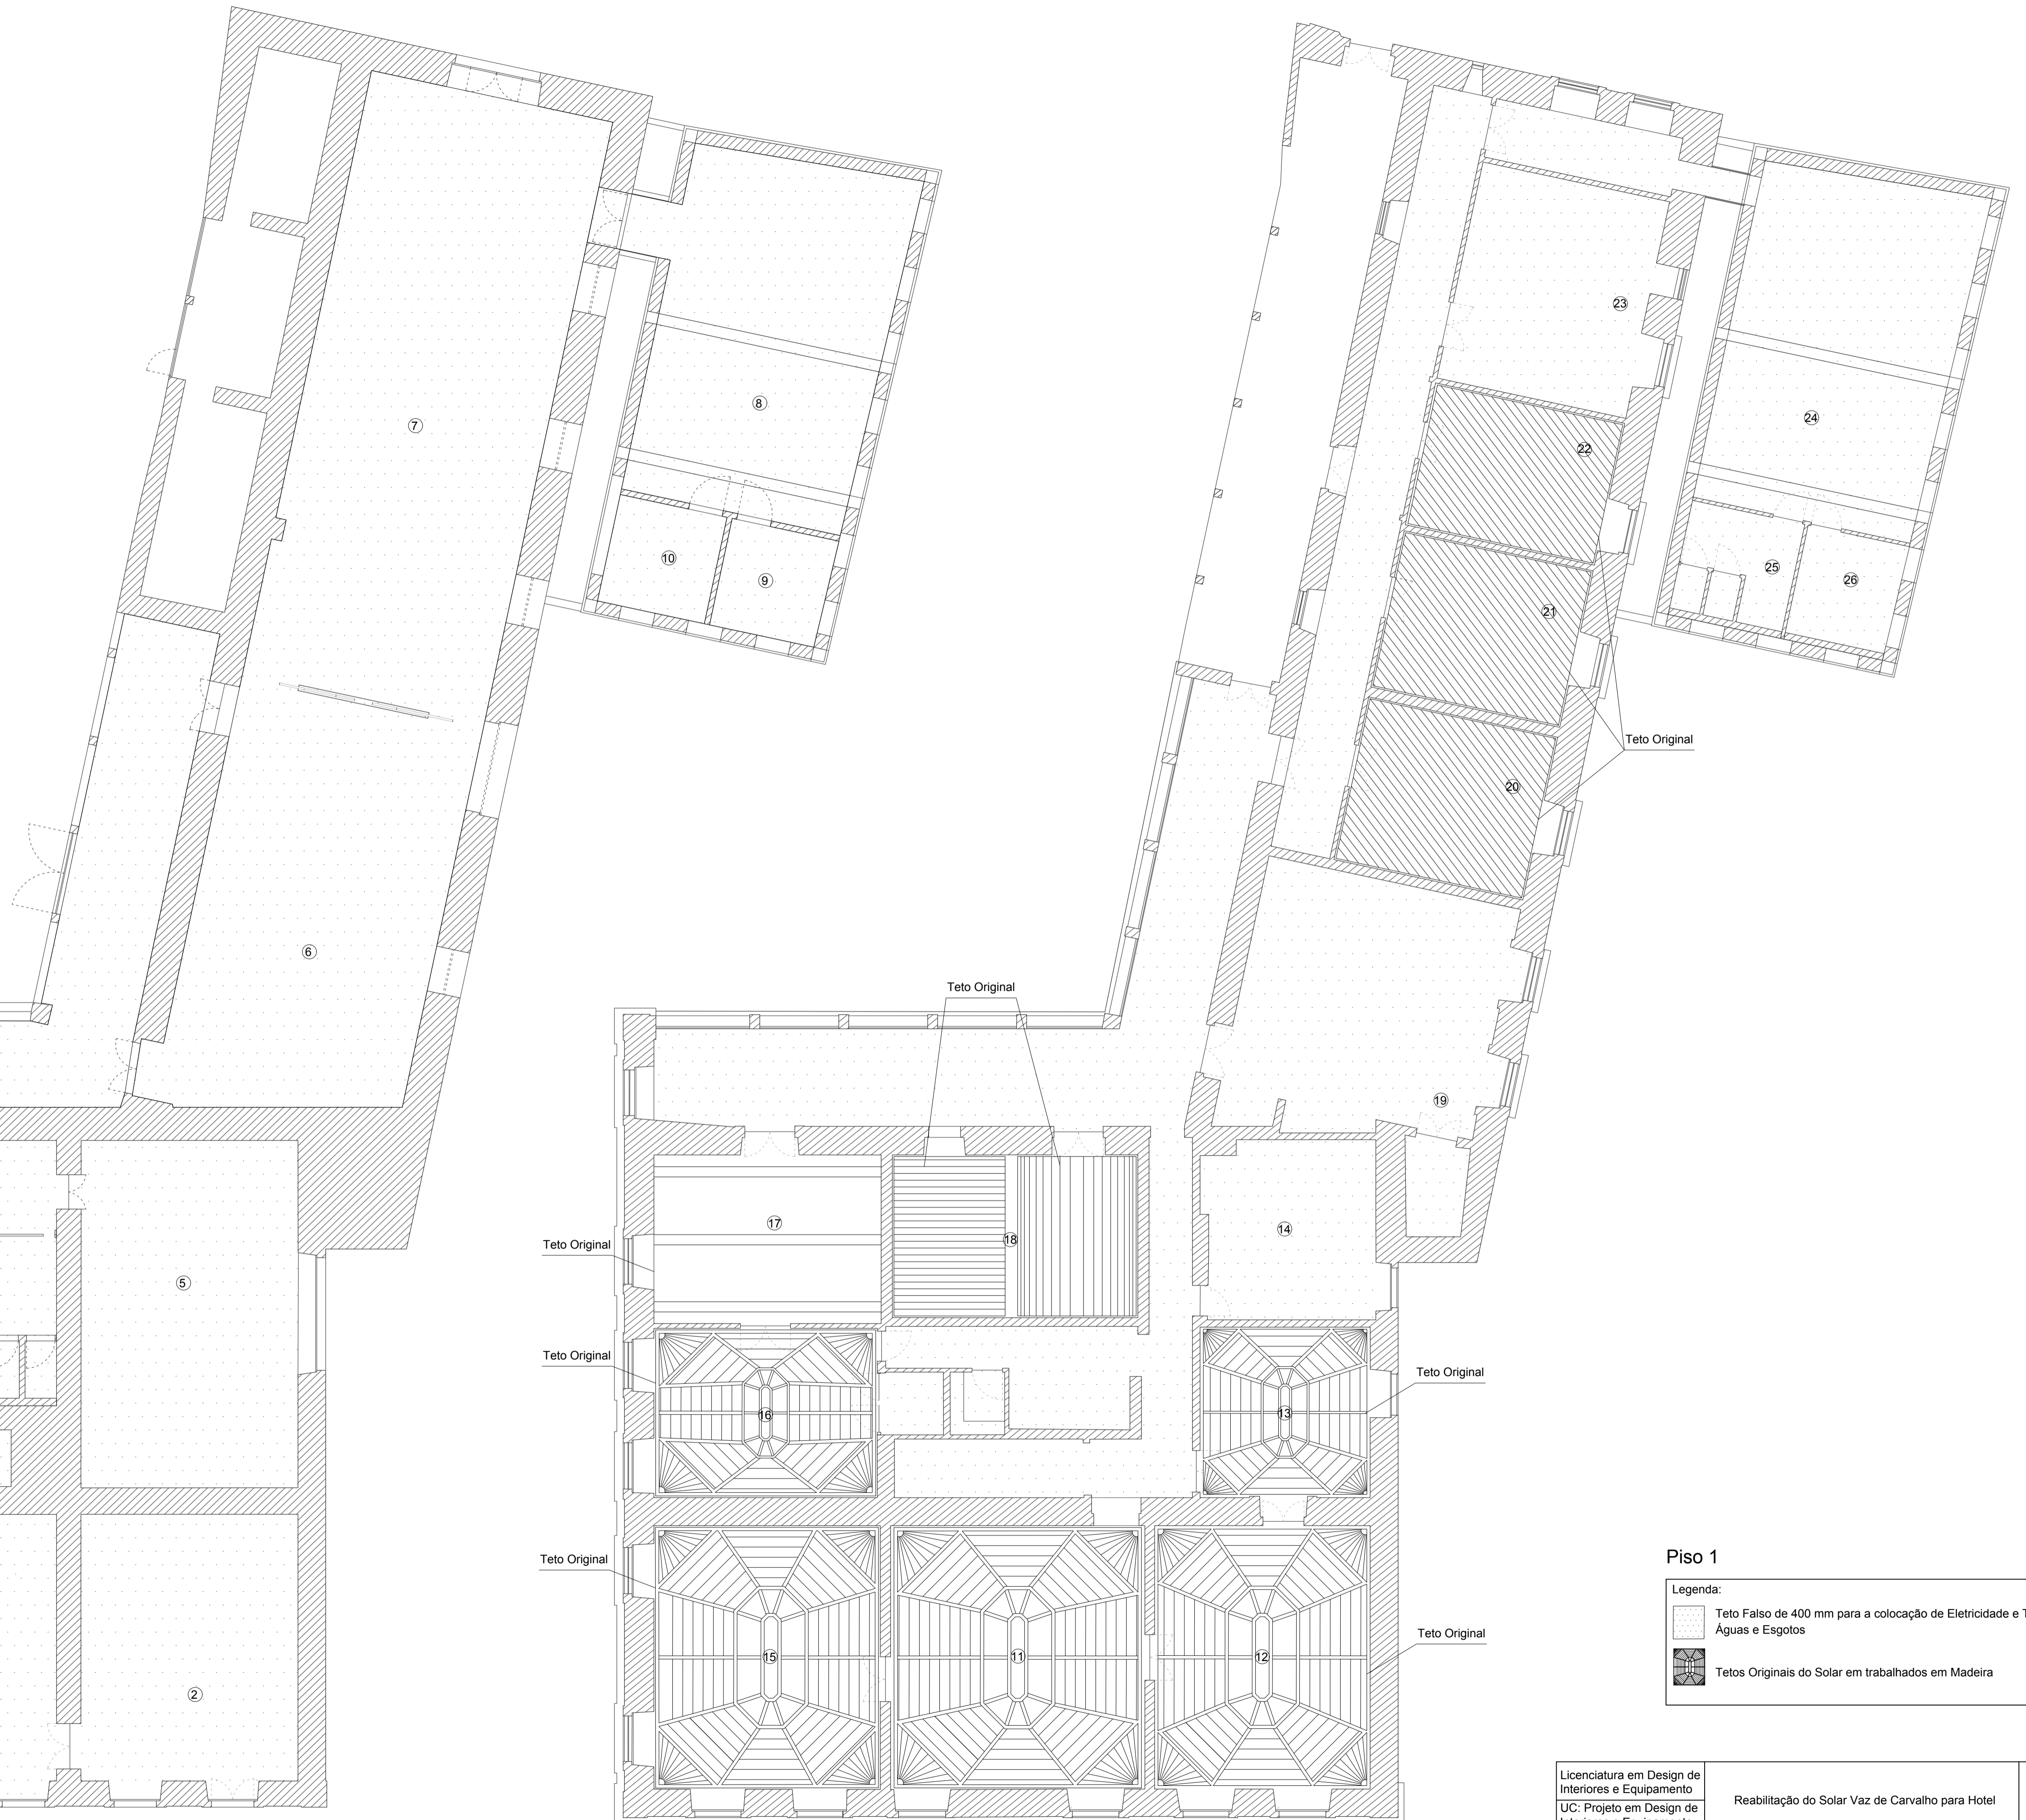 7
8
10
9
6
5
2
23
22
24
21
25
26
20
Teto Original
19
Teto Original
14
17
18
Teto Original
Teto Original
16
13
Teto Original
15
11
12
Teto Original
Teto Original
Piso 1
Legenda:
Teto Falso de 400 mm para a colocação de Eletricidade e
Águas e Esgotos
Tetos Originais do Solar em trabalhados em Madeira
Licenciatura em Design de
Interiores e Equipamento
UC: Projeto em Design de
Interiores e Equipamento
Reabilitação do Solar Vaz de Carvalho para Hotel